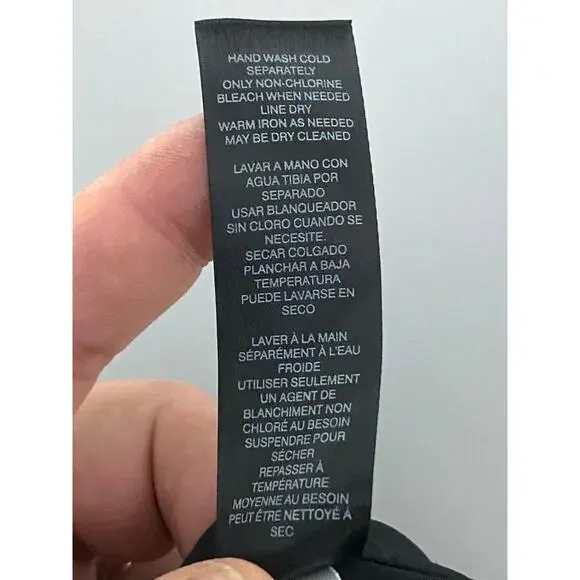 HAND WASH COLD
SEPARATELY
ONLY NON-CHLORINE
BLEACH WHEN NEEDED
LINE DRY
WARM IRON AS NEEDED
MAY BE DRY CLEANED
LAVAR A MANO CON
AGUA TIBIA POR
SEPARADO
USAR BLANQUEADOR
SIN CLORO CUANDO SE
NECESITE.
SECAR COLGADO
PLANCHAR A BAJA
TEMPERATURA
PUEDE LAVARSE EN
SECO
LAVER À LA MAIN
SÉPARÉMENT À L'EAU
FROIDE
UTILISER SEULEMENT
UN AGENT DE
BLANCHIMENT NON
CHLORÉ AU BESOIN
SUSPENDRE POUR
SÉCHER
REPASSER À
TEMPÉRATURE
MOYENNE AU BESOIN
PEUT ÊTRE NETTOYÉ À
SEC